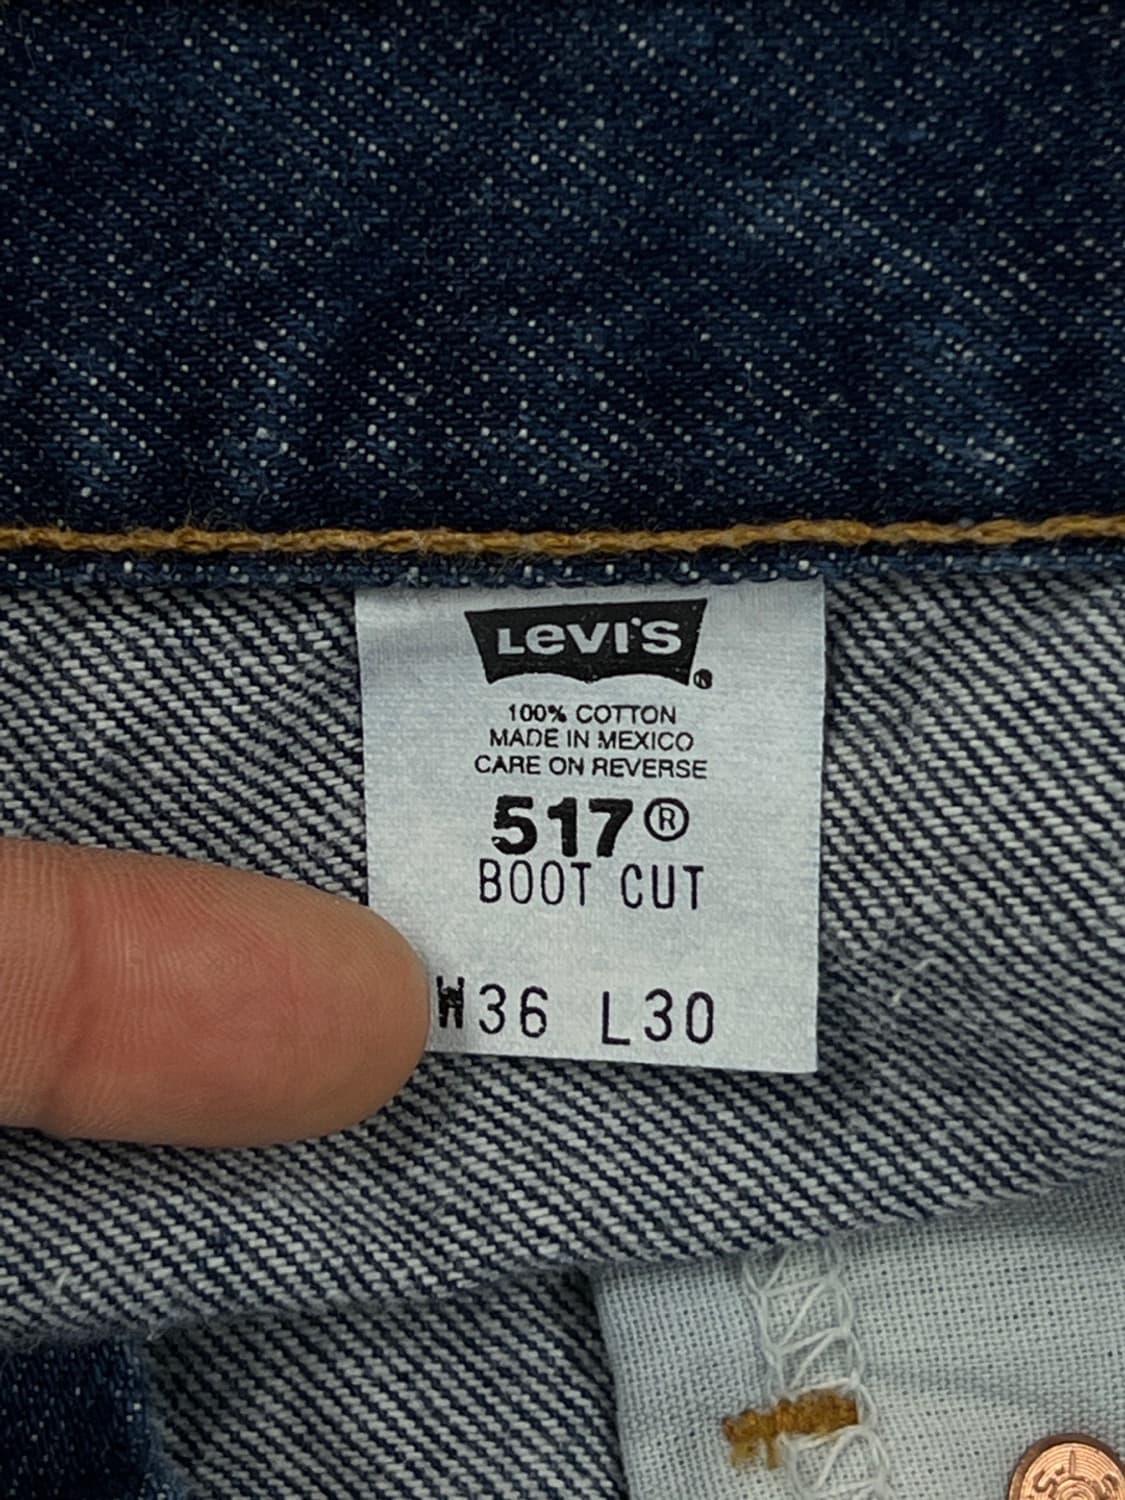 LEVI'S®
100% COTTON
MADE IN MEXICO
CARE ON REVERSE
517®
BOOT CUT
W36 L30